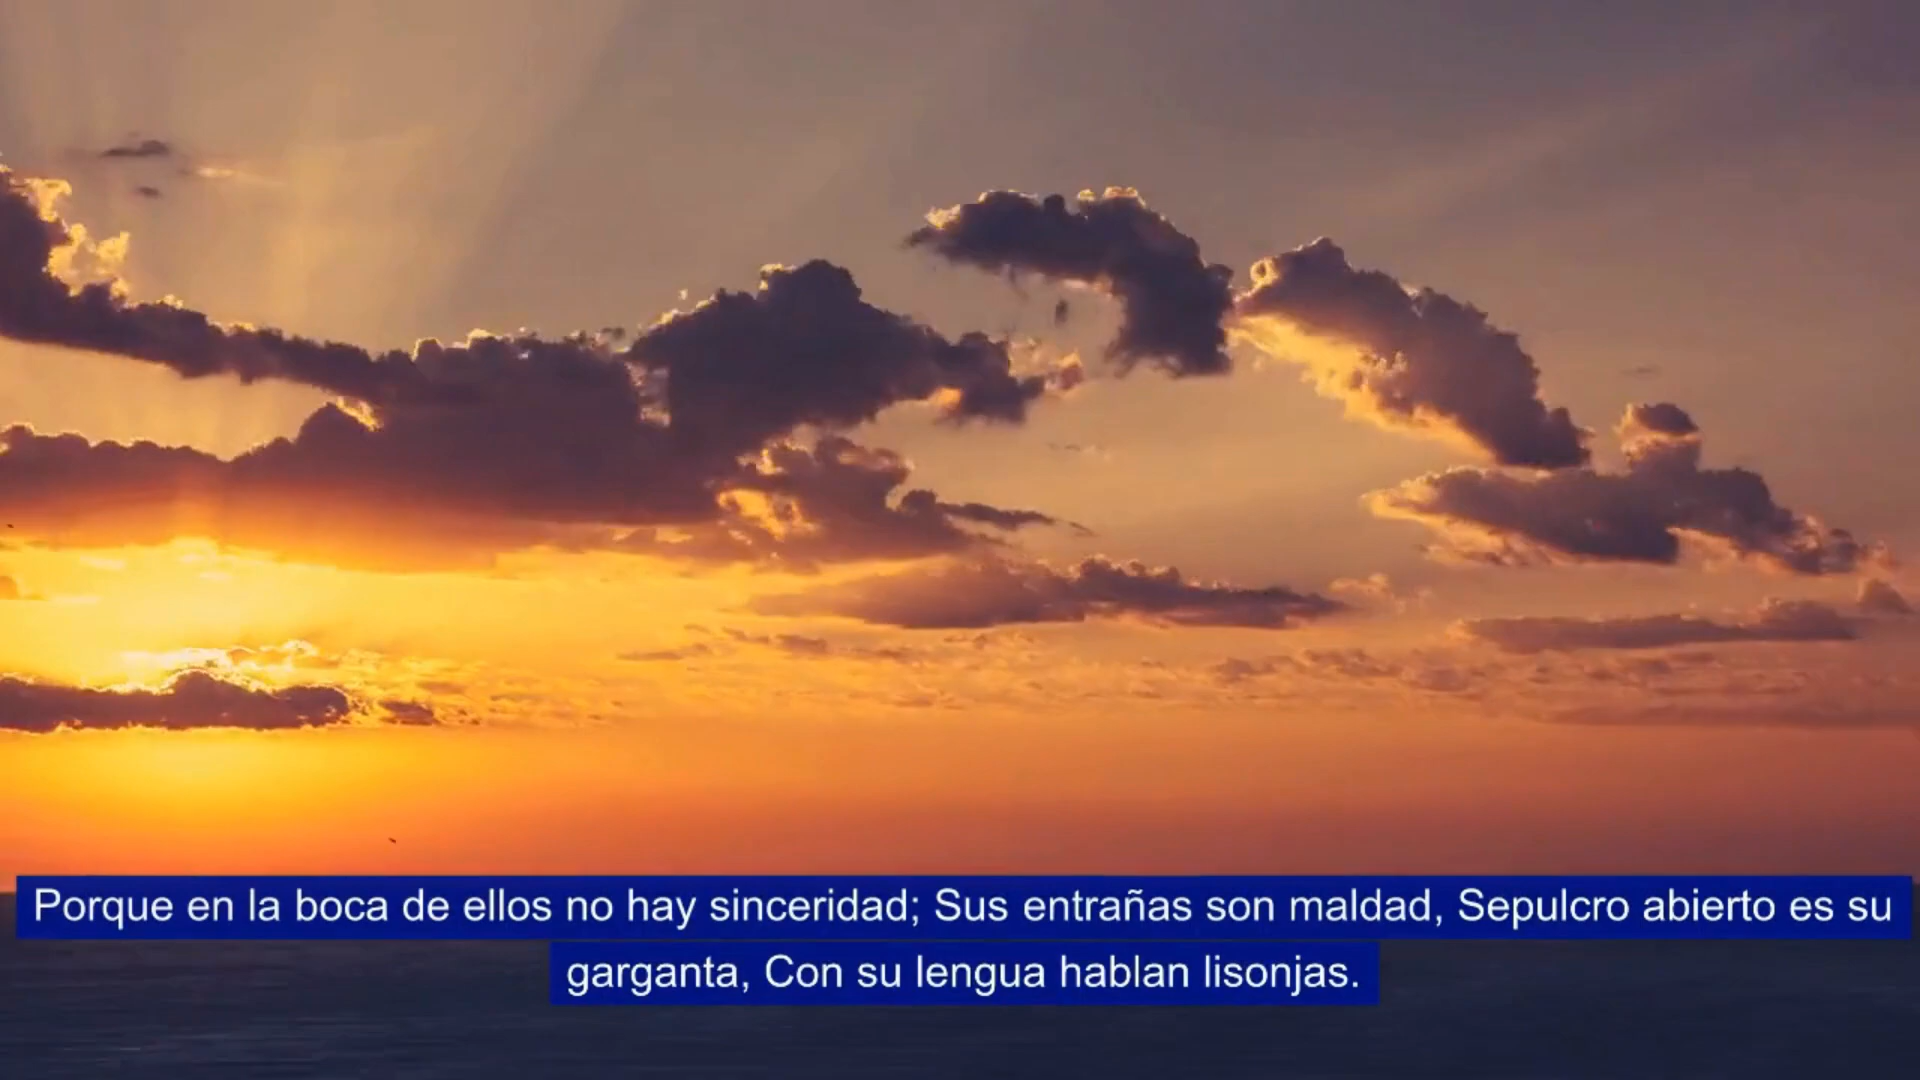 Porque en la boca de ellos no hay sinceridad; Sus entrañas son maldad, Sepulcro abierto es su
garganta, Con su lengua hablan lisonjas.